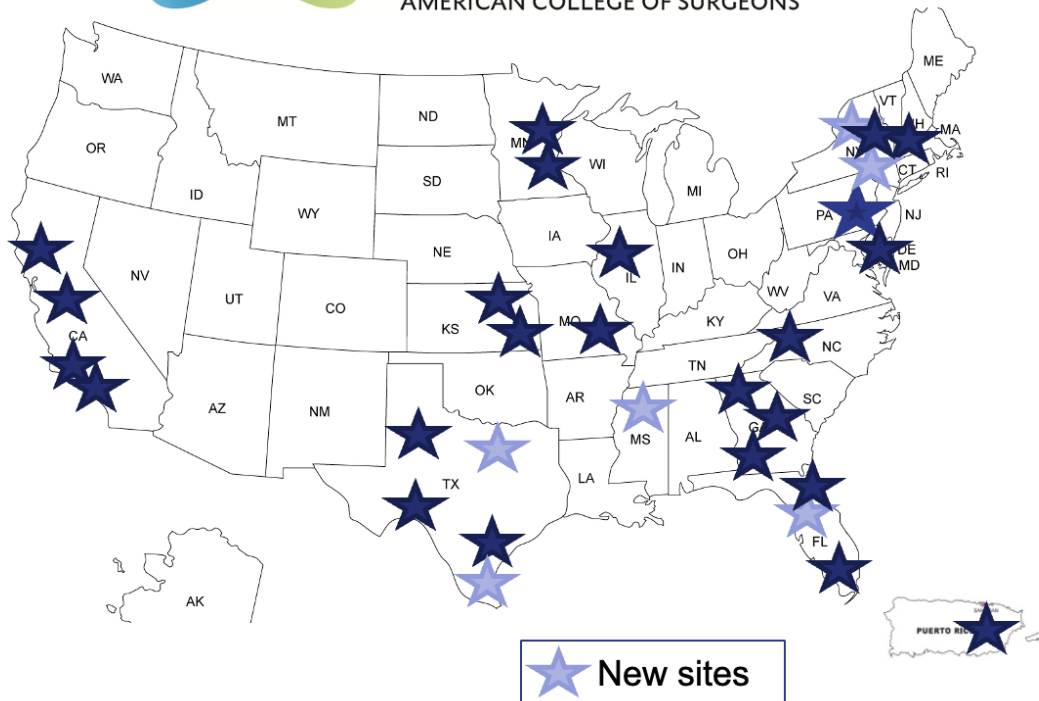 AMERICAN COLLEGE OF SURGEONS
WA
MT
ND
MN
OR
ID
WY
SD
WI
MI
ME
VT
NH
MA
NY
CT
RI
NV
UT
CO
NE
IA
IL
IN
OH
PA
NJ
DE
MD
CA
KS
MO
KY
WV
VA
AZ
NM
OK
AR
TN
NC
SC
TX
LA
MS
AL
GA
FL
AK
PUERTO RIC
New sites